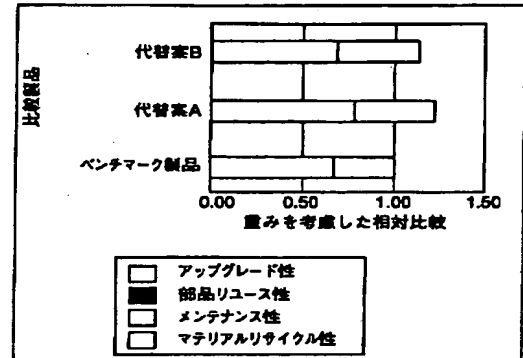 比較製品
代替案B
代替案A
ベンチマーク製品
0.00 0.50 1.00 1.50
重みを考慮した相対比較
アップグレード性
部品リユース性
メンテナンス性
マテリアルリサイクル性